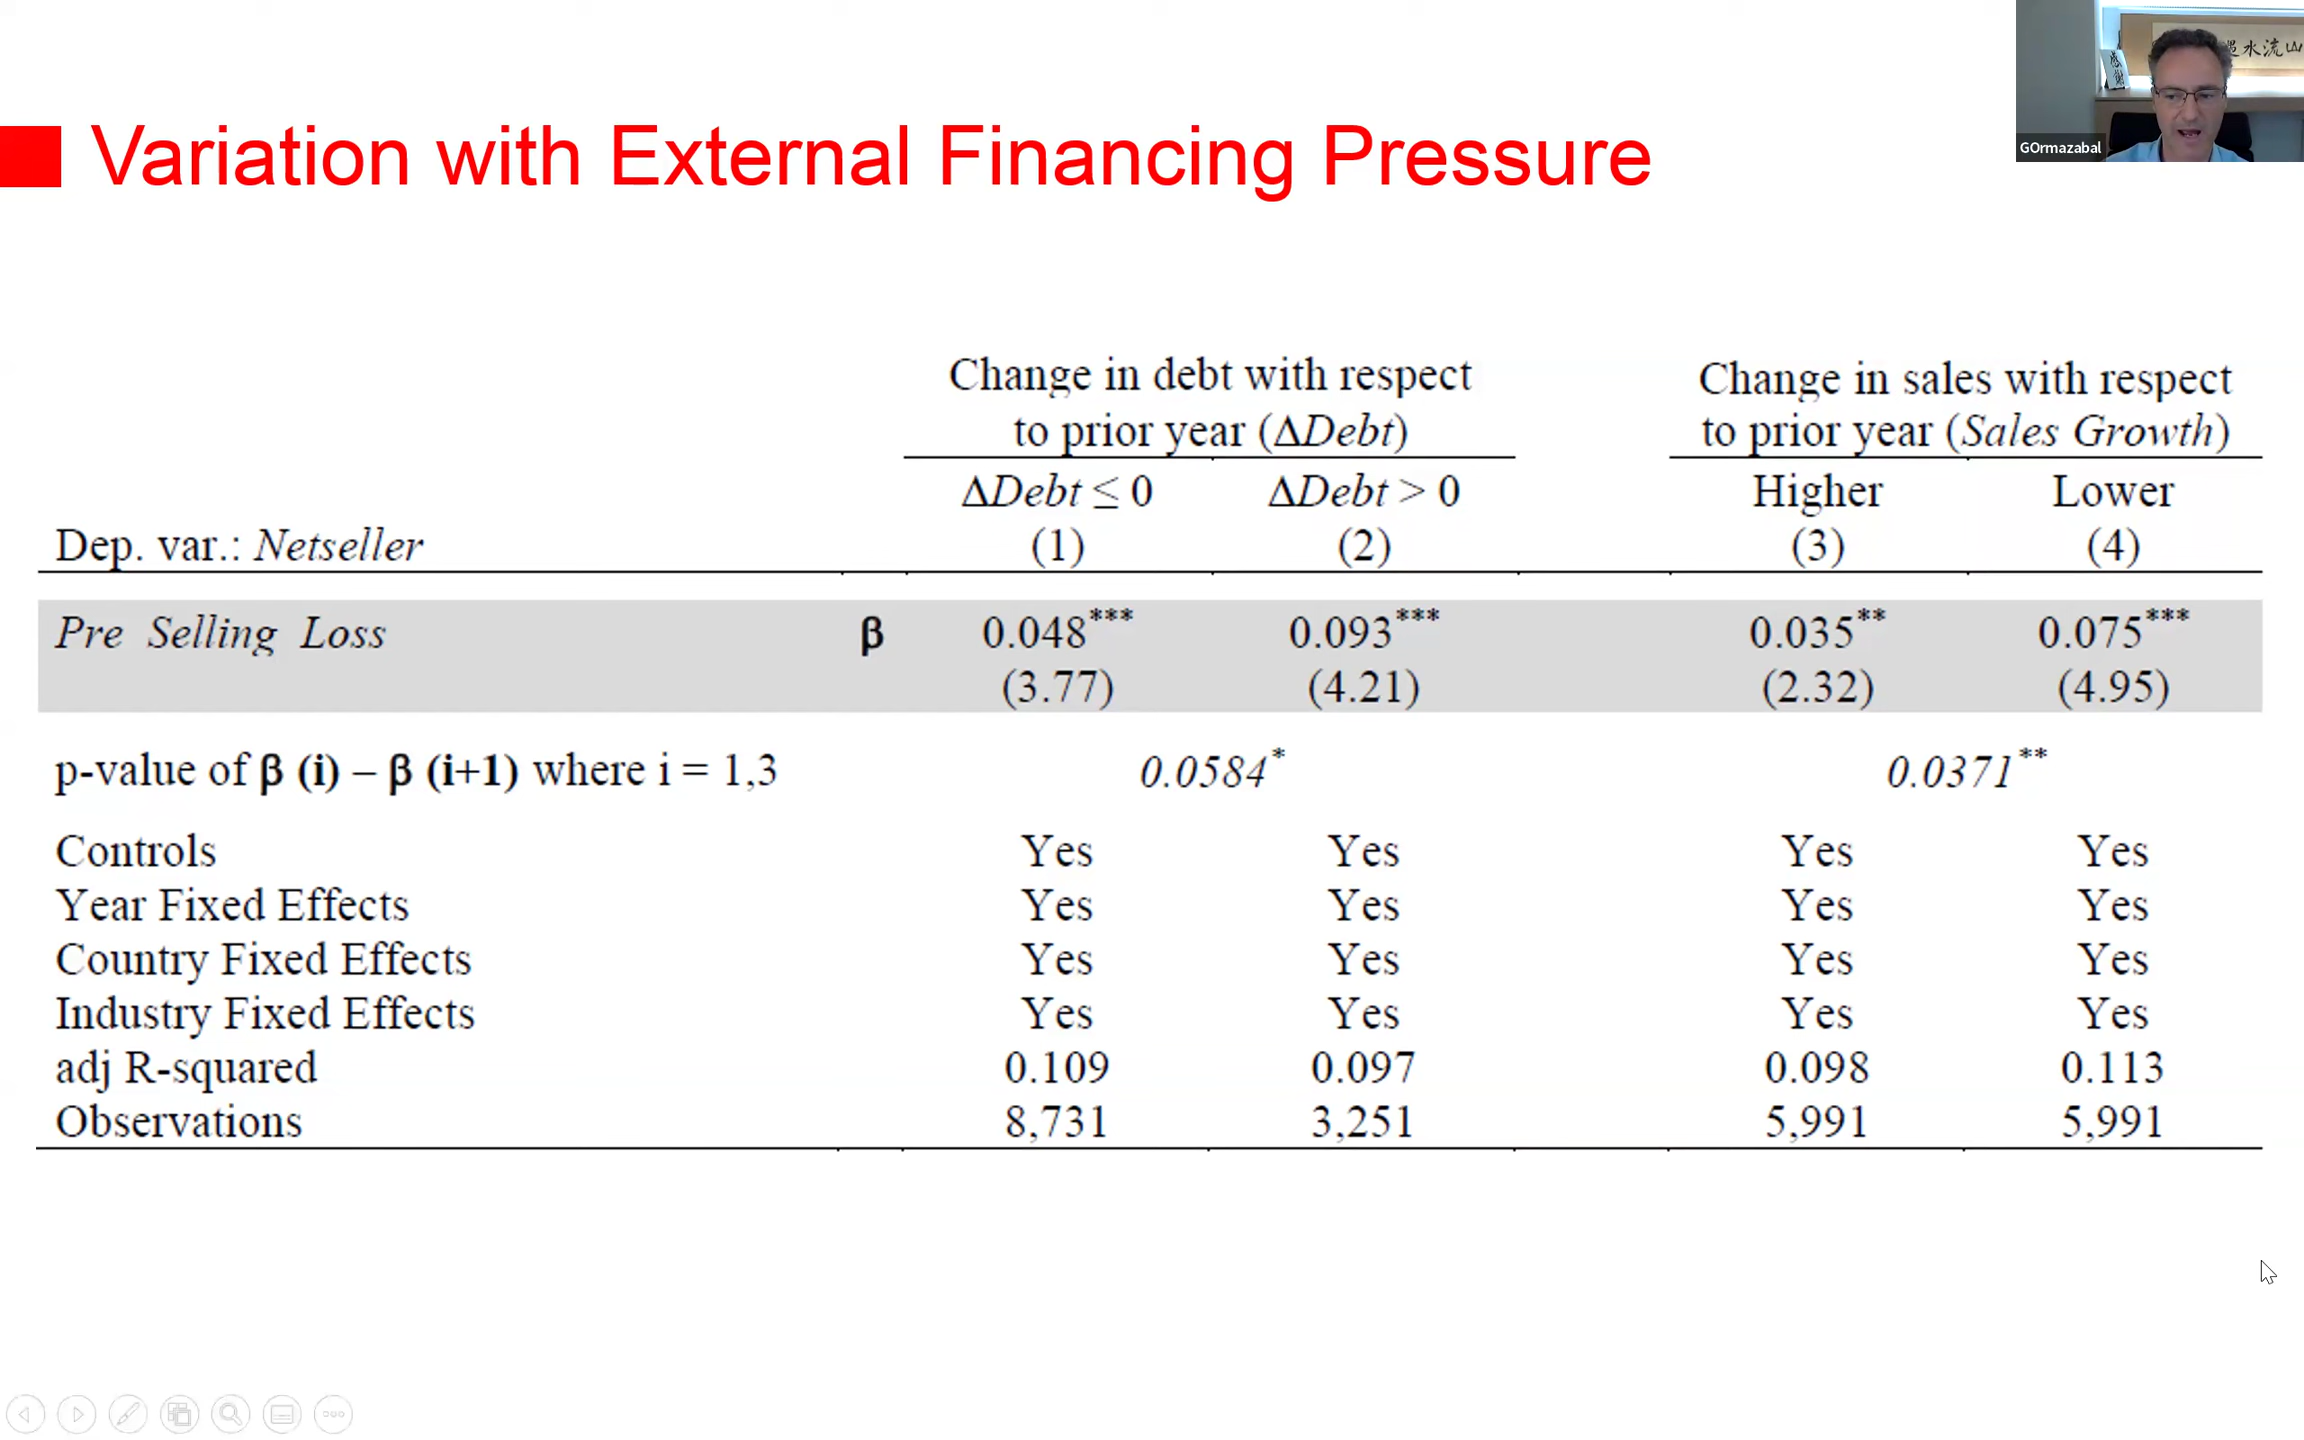 Variation with External Financing Pressure
GOrmazabal
水流山
感謝
Change in debt with respect
to prior year (ΔDebt)
Change in sales with respect
to prior year (Sales Growth)
ΔDebt ≤ 0 ΔDebt > 0 Higher Lower
Dep. var.: Netseller (1) (2) (3) (4)
Pre Selling Loss β 0.048*** 0.093*** 0.035** 0.075***
(3.77) (4.21) (2.32) (4.95)
p-value of β (i) – β (i+1) where i = 1,3 0.0584* 0.0371**
Controls Yes Yes Yes Yes
Year Fixed Effects Yes Yes Yes Yes
Country Fixed Effects Yes Yes Yes Yes
Industry Fixed Effects Yes Yes Yes Yes
adj R-squared 0.109 0.097 0.098 0.113
Observations 8,731 3,251 5,991 5,991